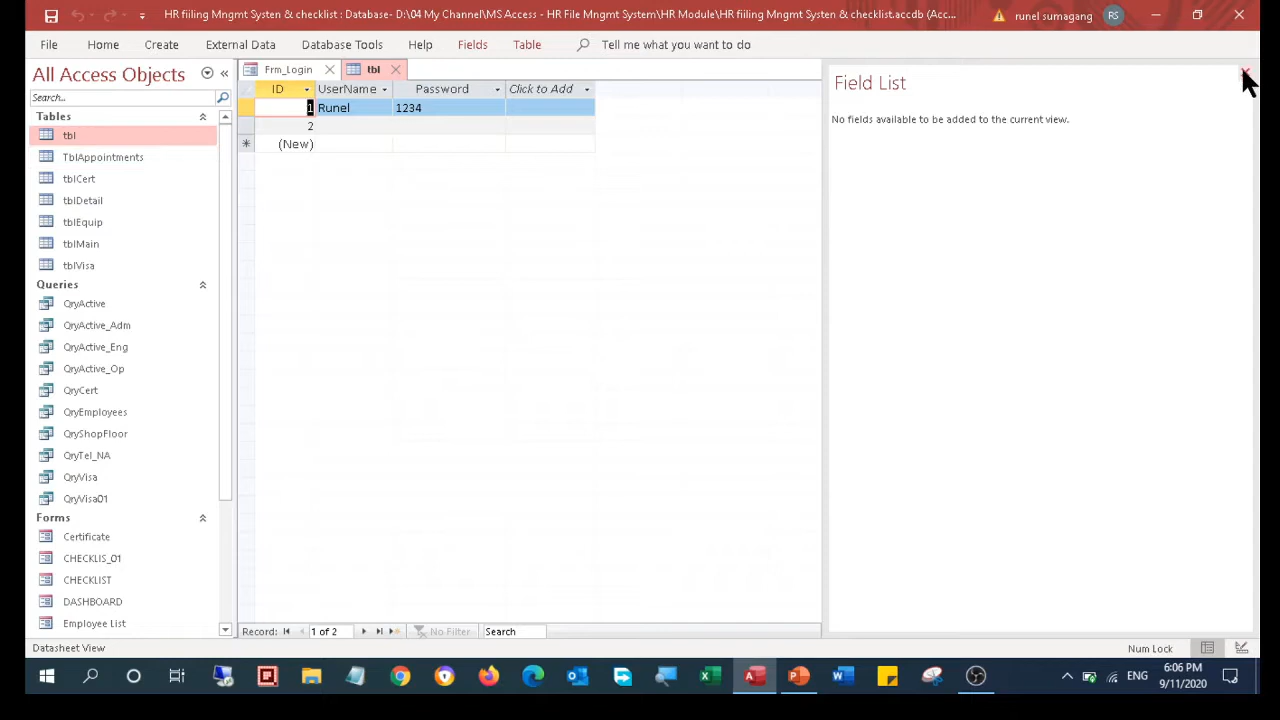 HR fiiling Mngmt Systen & checklist : Database- D:\04 My Channel\MS Access - HR File Mngmt System\HR Module\HR fiiling Mngmt Systen & checklist.accdb (Acc...
runel sumagang
RS
File
Home
Create
External Data
Database Tools
Help
Fields
Table
Tell me what you want to do
All Access Objects
Search...
Tables
tbl
TblAppointments
tblCert
tblDetail
tblEquip
tblMain
tblVisa
Queries
QryActive
QryActive_Adm
QryActive_Eng
QryActive_Op
QryCert
QryEmployees
QryShopFloor
QryTel_NA
QryVisa
QryVisa01
Forms
Certificate
CHECKLIS_01
CHECKLIST
DASHBOARD
Employee List
Frm_Login
tbl
ID UserName Password Click to Add
1 Runel 1234
2
(New)
Record: 1 of 2 No Filter Search
Field List
No fields available to be added to the current view.
Datasheet View
Num Lock
ENG
6:06 PM
9/11/2020